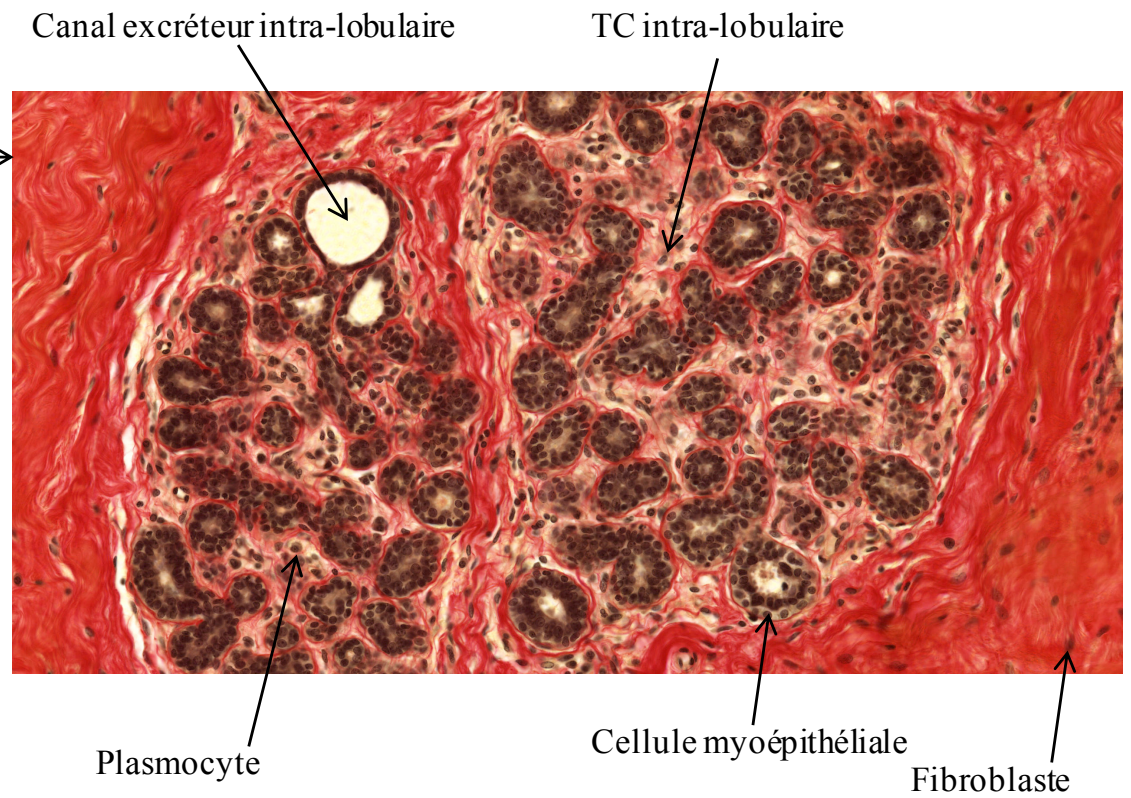 Canal excréteur intra-lobulaire
TC intra-lobulaire
Plasmocyte
Cellule myoépithéliale
Fibroblaste